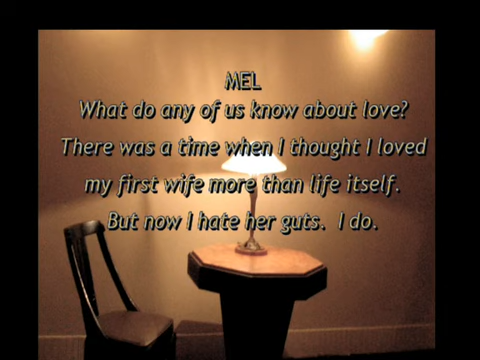 MEL
What do any of us know about love?
There was a time when I thought I loved
my first wife more than life itself.
But now I hate her guts.  I do.